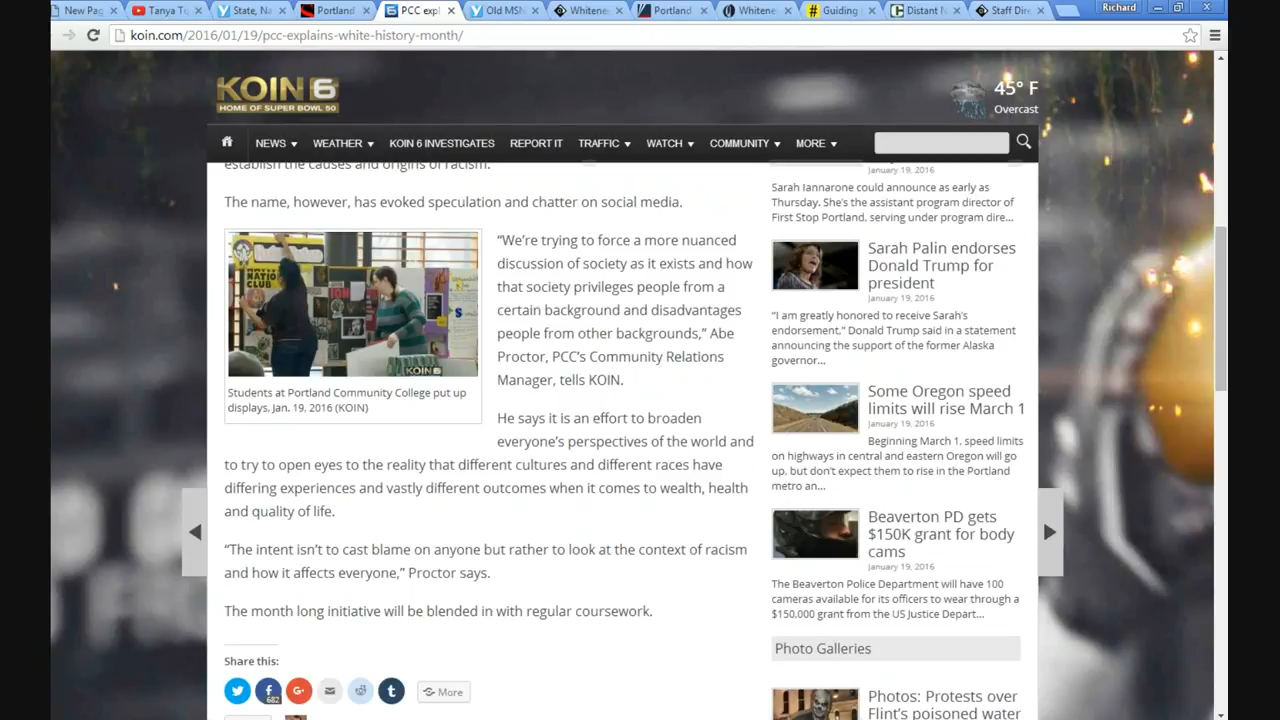 New Pag
Tanya Tu
State, Na
Portland
PCC expl
Old MSN
Whitene
Portland
Whitene
Guiding
Distant N
Staff Dir
Richard
koin.com/2016/01/19/pcc-explains-white-history-month/
KOIN 6
HOME OF SUPER BOWL 50
45° F
Overcast
NEWS
WEATHER
KOIN 6 INVESTIGATES
REPORT IT
TRAFFIC
WATCH
COMMUNITY
MORE
establish the causes and origins of racism.
The name, however, has evoked speculation and chatter on social media.
KOIN 6
Students at Portland Community College put up
displays, Jan. 19, 2016 (KOIN)
“We’re trying to force a more nuanced
discussion of society as it exists and how
that society privileges people from a
certain background and disadvantages
people from other backgrounds,” Abe
Proctor, PCC’s Community Relations
Manager, tells KOIN.
He says it is an effort to broaden
everyone’s perspectives of the world and
to try to open eyes to the reality that different cultures and different races have
differing experiences and vastly different outcomes when it comes to wealth, health
and quality of life.
“The intent isn’t to cast blame on anyone but rather to look at the context of racism
and how it affects everyone,” Proctor says.
The month long initiative will be blended in with regular coursework.
Share this:
682
More
January 19, 2016
Sarah Iannarone could announce as early as
Thursday. She’s the assistant program director of
First Stop Portland, serving under program dire...
Sarah Palin endorses
Donald Trump for
president
January 19, 2016
“I am greatly honored to receive Sarah’s
endorsement,” Donald Trump said in a statement
announcing the support of the former Alaska
governor...
Some Oregon speed
limits will rise March 1
January 19, 2016
Beginning March 1, speed limits
on highways in central and eastern Oregon will go
up, but don’t expect them to rise in the Portland
metro an...
Beaverton PD gets
$150K grant for body
cams
January 19, 2016
The Beaverton Police Department will have 100
cameras available for its officers to wear through a
$150,000 grant from the US Justice Depart...
Photo Galleries
Photos: Protests over
Flint’s poisoned water